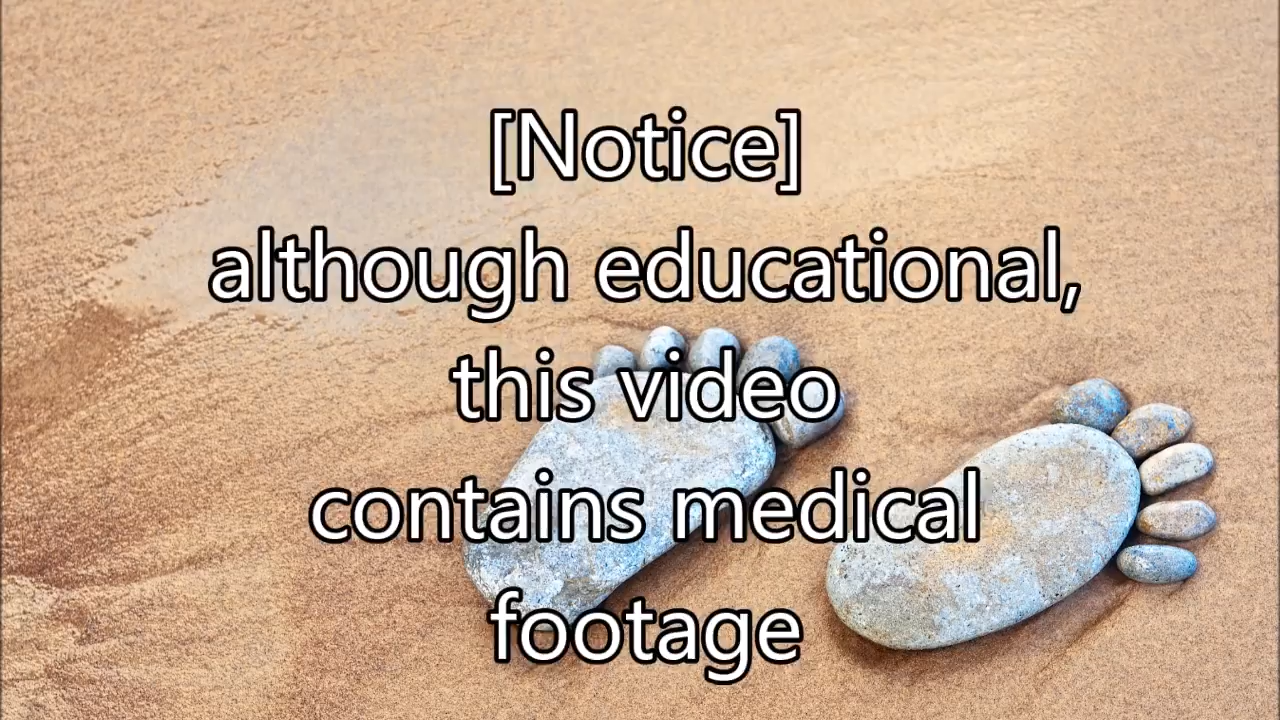 [Notice]
although educational,
this video
contains medical
footage